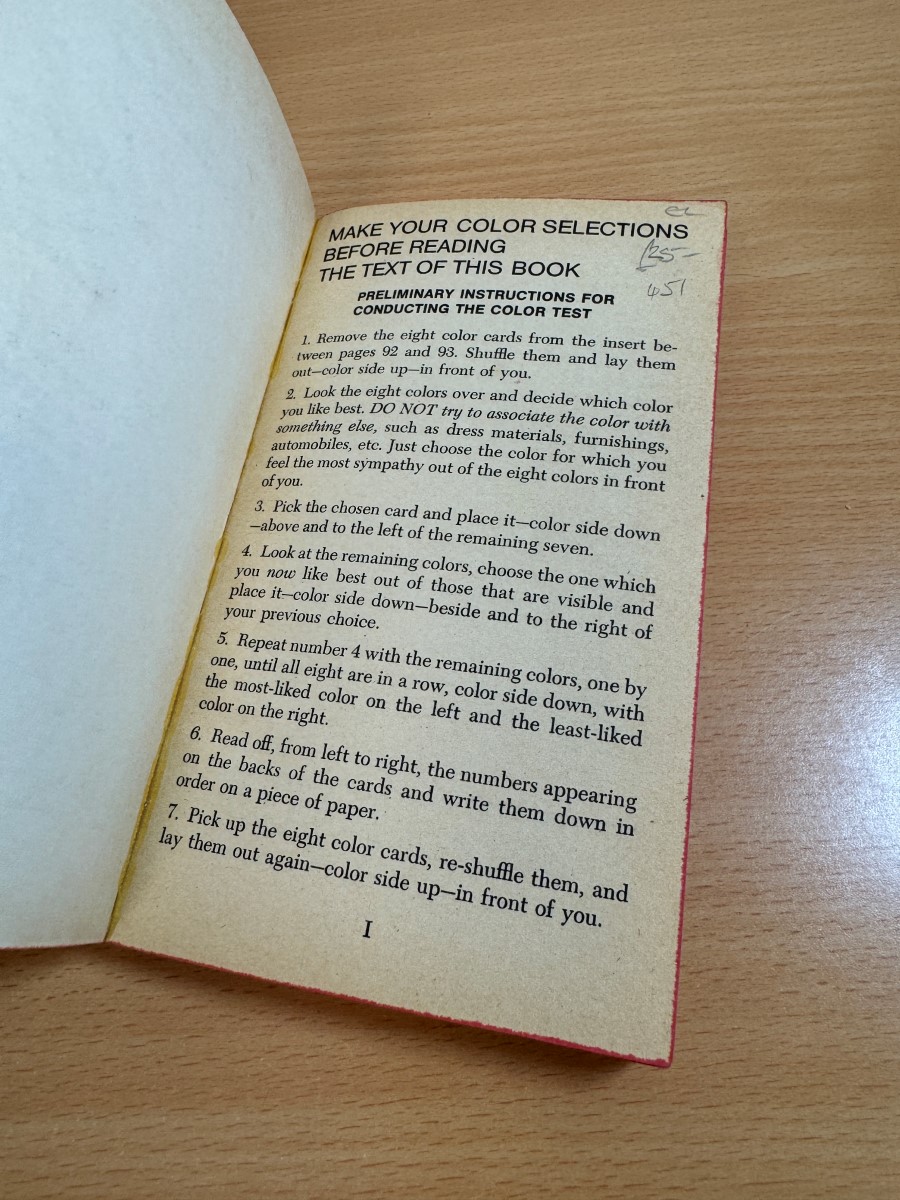 MAKE YOUR COLOR SELECTIONS
BEFORE READING
THE TEXT OF THIS BOOK
451
PRELIMINARY INSTRUCTIONS FOR
CONDUCTING THE COLOR TEST
1. Remove the eight color cards from the insert be-
tween pages 92 and 93. Shuffle them and lay them
out—color side up—in front of you.
2. Look the eight colors over and decide which color
you like best. DO NOT try to associate the color with
something else, such as dress materials, furnishings,
automobiles, etc. Just choose the color for which you
feel the most sympathy out of the eight colors in front
of you.
3. Pick the chosen card and place it—color side down
—above and to the left of the remaining seven.
4. Look at the remaining colors, choose the one which
you now like best out of those that are visible and
place it—color side down—beside and to the right of
your previous choice.
5. Repeat number 4 with the remaining colors, one by
one, until all eight are in a row, color side down, with
the most-liked color on the left and the least-liked
color on the right.
6. Read off, from left to right, the numbers appearing
on the backs of the cards and write them down in
order on a piece of paper.
7. Pick up the eight color cards, re-shuffle them, and
lay them out again—color side up—in front of you.
I